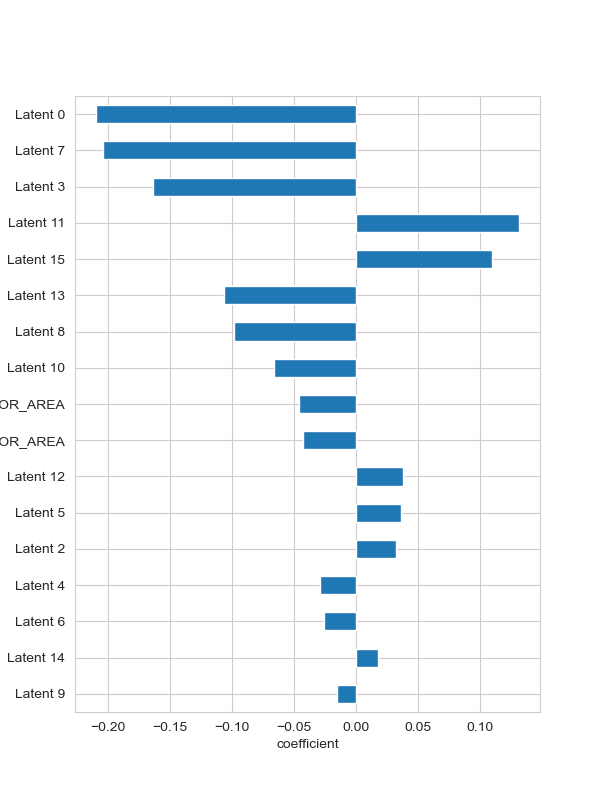 Latent 0
Latent 7
Latent 3
Latent 11
Latent 15
Latent 13
Latent 8
Latent 10
OR_AREA
OR_AREA
Latent 12
Latent 5
Latent 2
Latent 4
Latent 6
Latent 14
Latent 9
−0.20 −0.15 −0.10 −0.05 0.00 0.05 0.10
coefficient